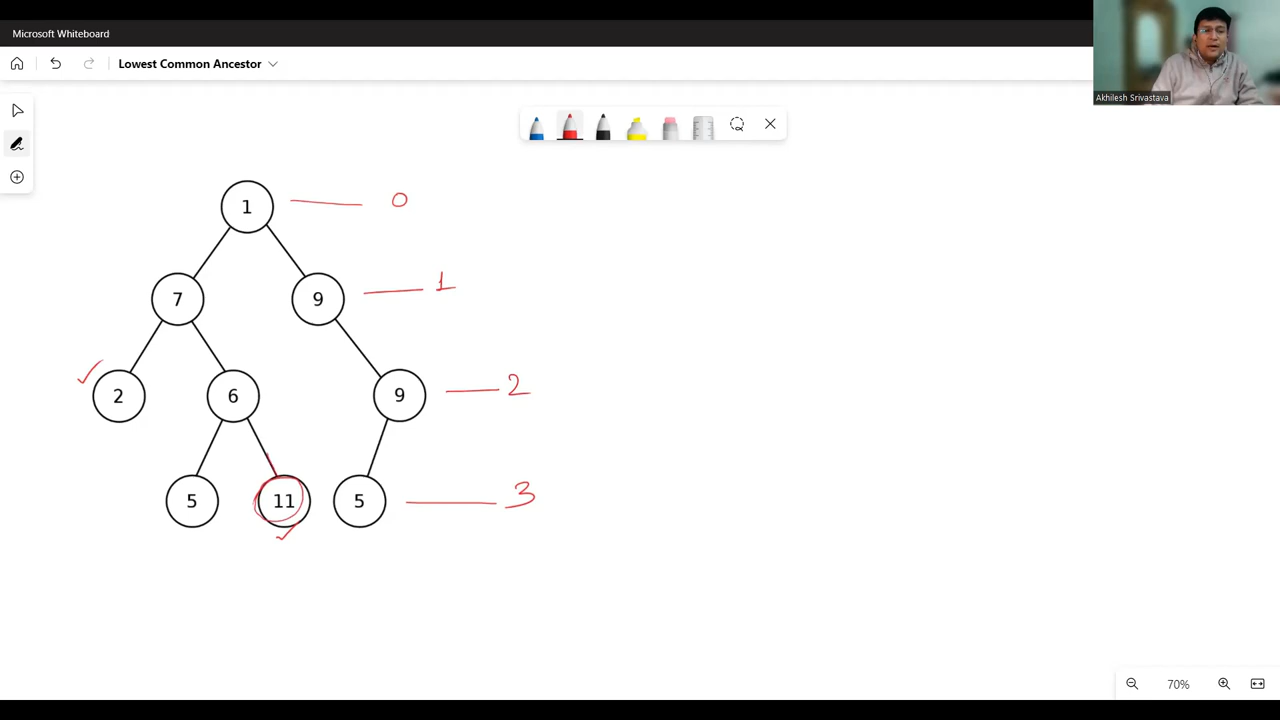 Microsoft Whiteboard
Lowest Common Ancestor
Akhilesh Srivastava
1 0
7 9 1
2 6 9 2
5 11 5 3
70%